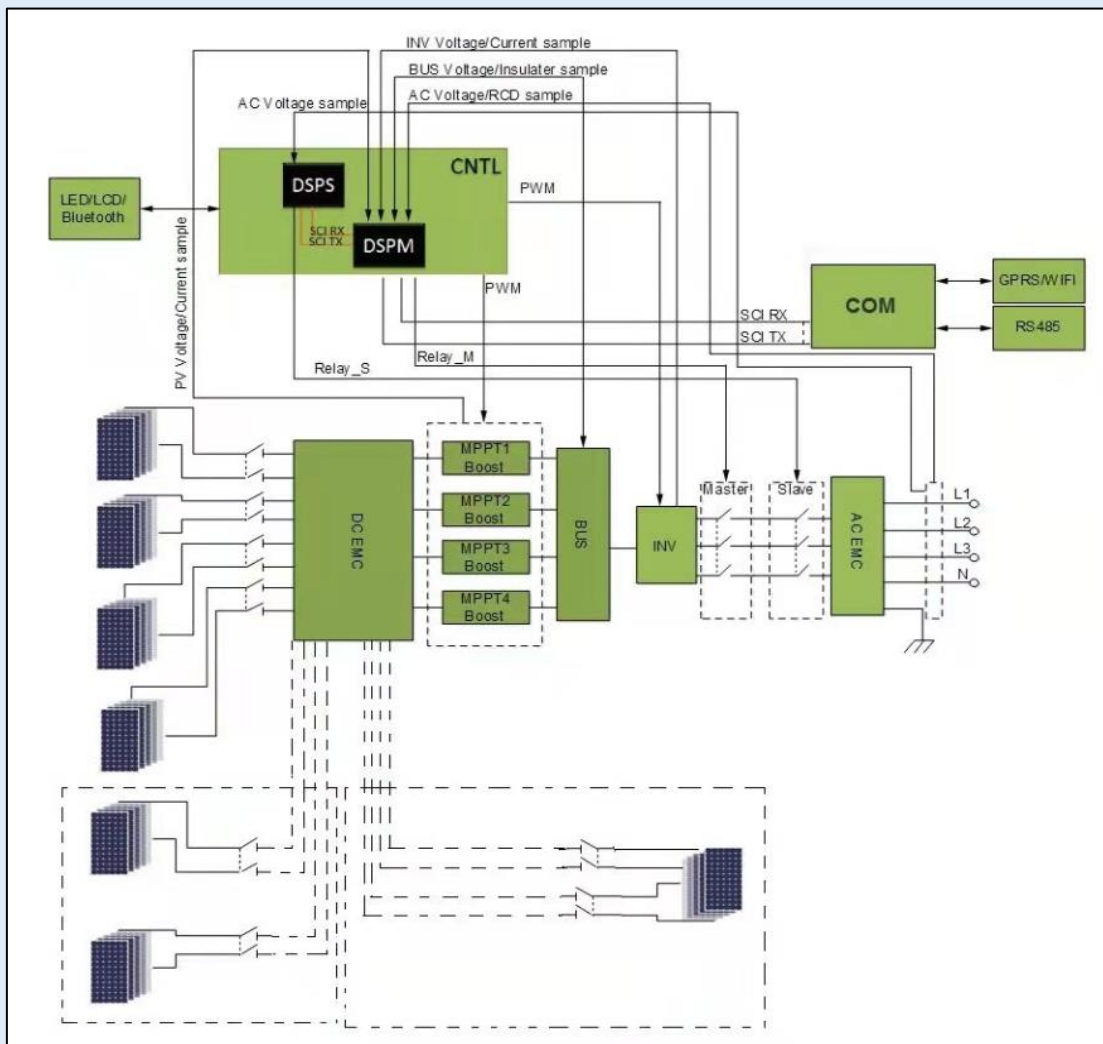 INV Voltage/Current sample
BUS Voltage/Insulater sample
AC Voltage/RCD sample
AC Voltage sample
CNTL
DSPS
PWM
LED/LCD/
Bluetooth
SCI RX
SCI TX
DSPM
PV Voltage/Current sample
PWM
COM
GPRS/WIFI
RS485
SCI RX
SCI TX
Relay_M
Relay_S
MPPT1
Boost
MPPT2
Boost
MPPT3
Boost
MPPT4
Boost
DC EMC
BUS
INV
Master
Slave
AC EMC
L1
L2
L3
N